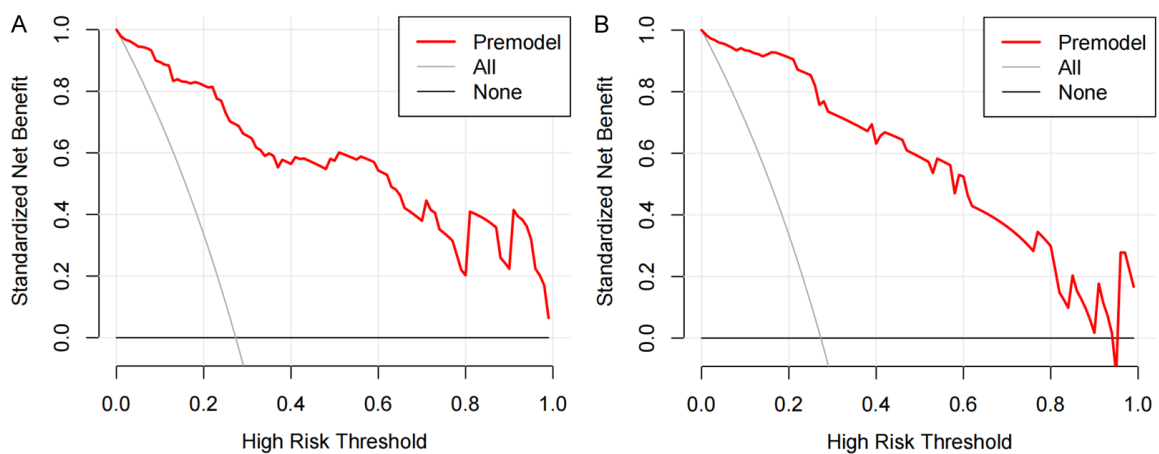 A
Standardized Net Benefit
1.0
0.8
0.6
0.4
0.2
0.0
Premodel
All
None
0.0 0.2 0.4 0.6 0.8 1.0
High Risk Threshold
B
Standardized Net Benefit
1.0
0.8
0.6
0.4
0.2
0.0
Premodel
All
None
0.0 0.2 0.4 0.6 0.8 1.0
High Risk Threshold